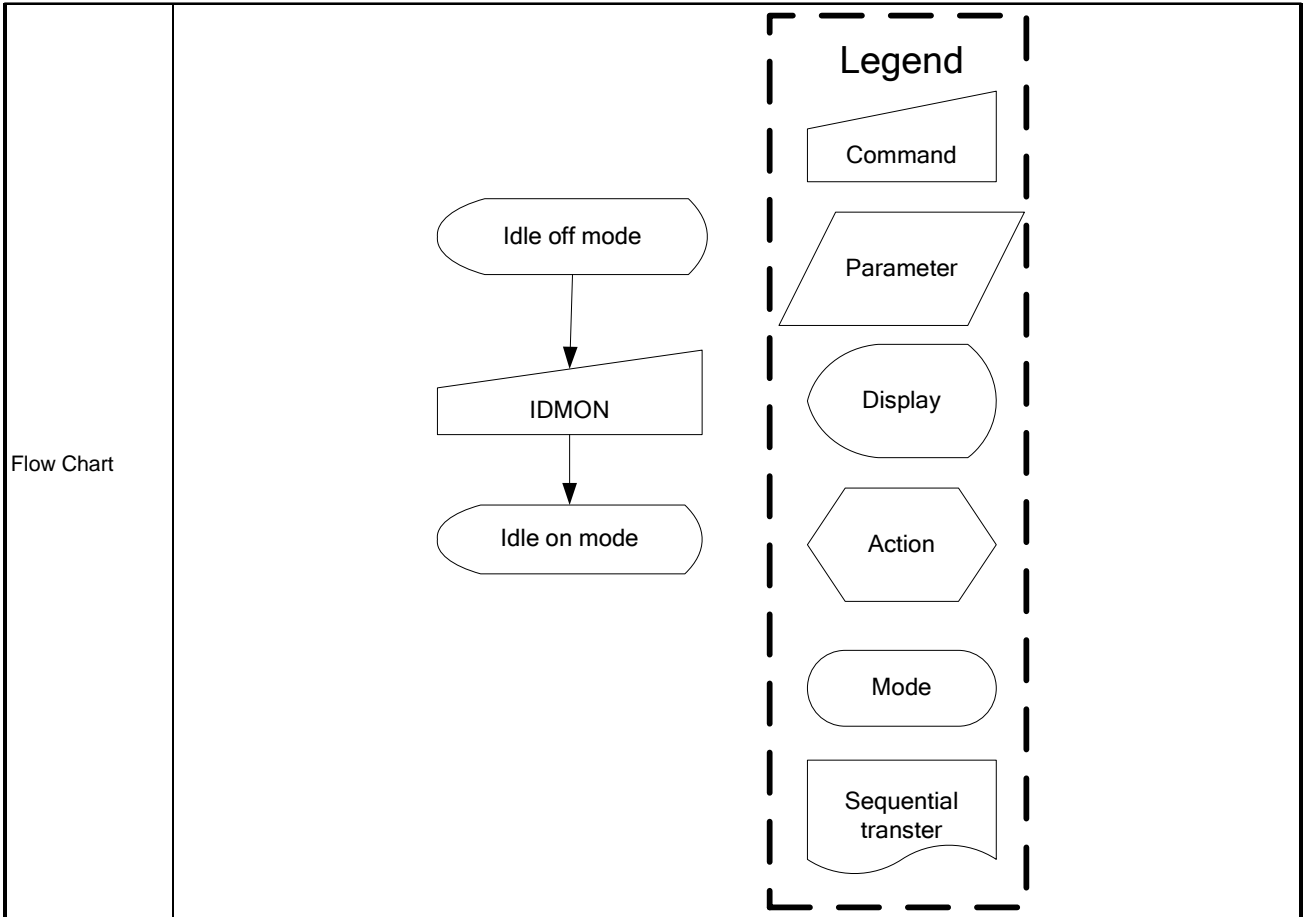 Flow Chart
Idle off mode
IDMON
Idle on mode
Legend
Command
Parameter
Display
Action
Mode
Sequential
transter